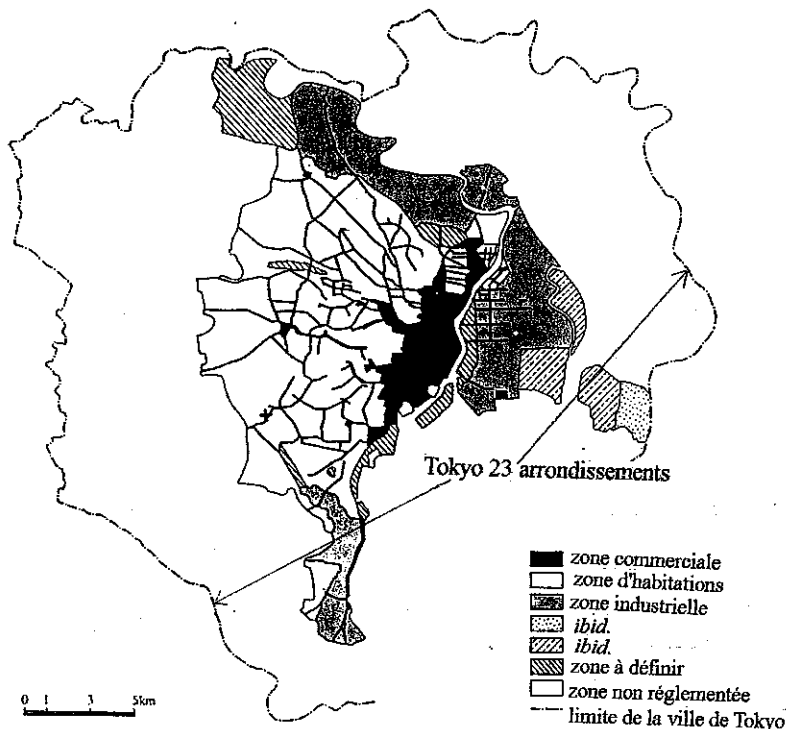 Tokyo 23 arrondissements
zone commerciale
zone d'habitations
zone industrielle
ibid.
ibid.
zone à définir
zone non réglementée
limite de la ville de Tokyo
0 1 3 5km